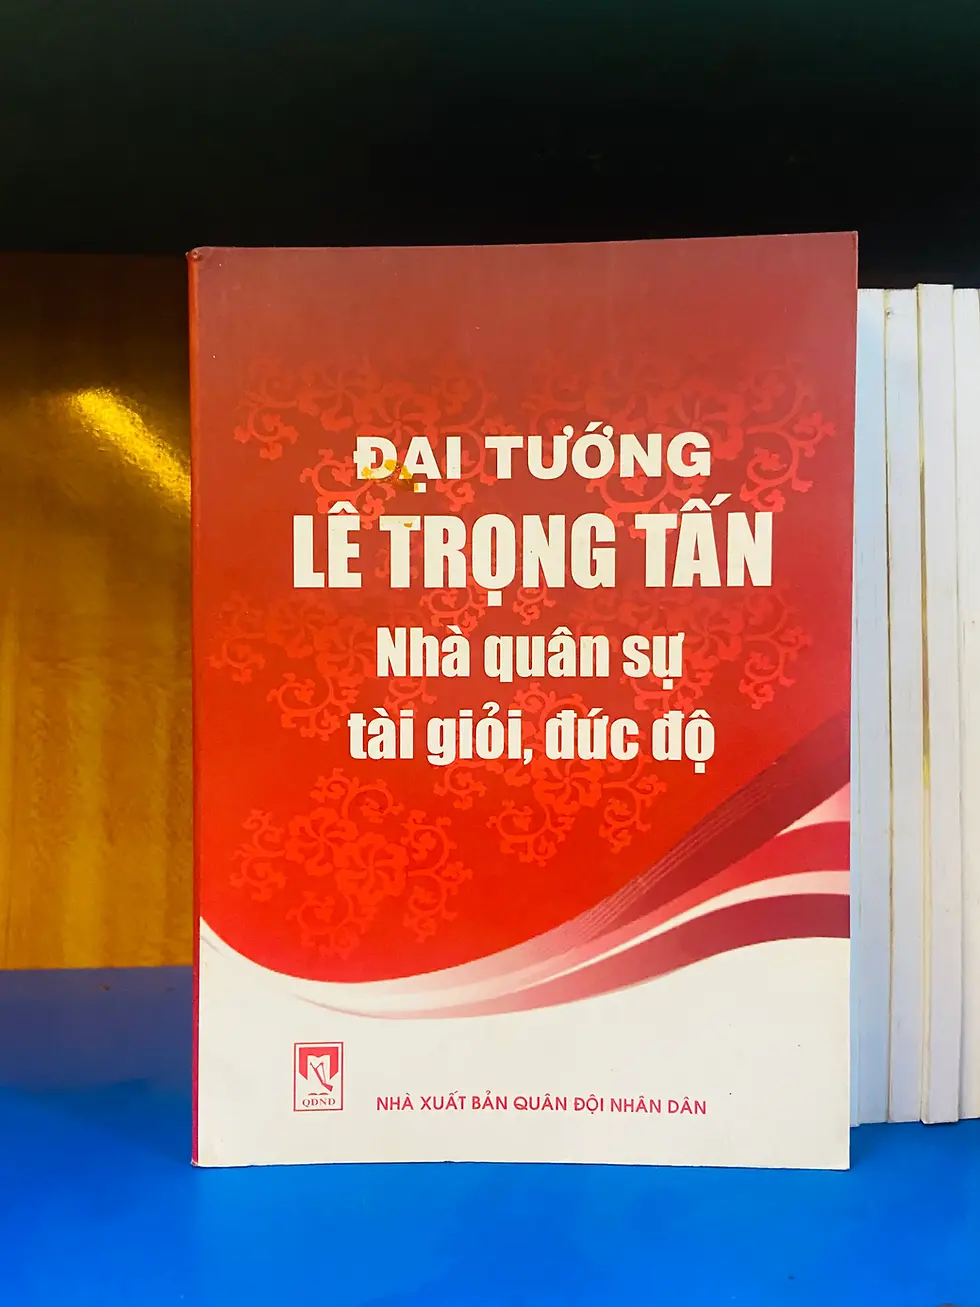 ĐẠI TƯỚNG
LÊ TRỌNG TẤN
Nhà quân sự
tài giỏi, đức độ
QĐND
NHÀ XUẤT BẢN QUÂN ĐỘI NHÂN DÂN